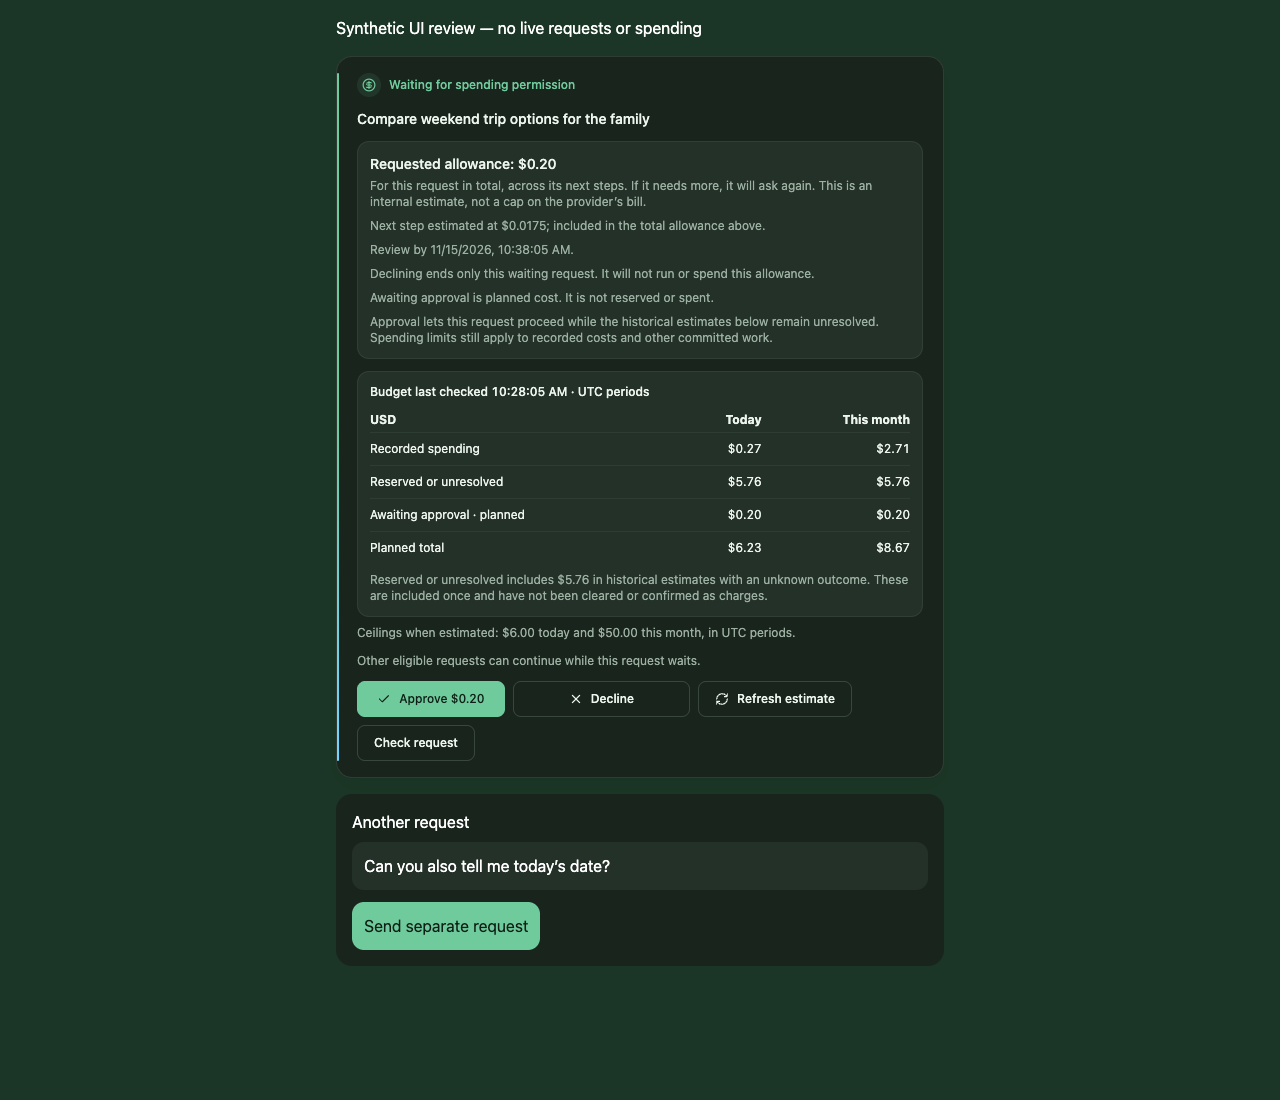 Synthetic UI review — no live requests or spending
Waiting for spending permission
Compare weekend trip options for the family
Requested allowance: $0.20
For this request in total, across its next steps. If it needs more, it will ask again. This is an
internal estimate, not a cap on the provider’s bill.
Next step estimated at $0.0175; included in the total allowance above.
Review by 11/15/2026, 10:38:05 AM.
Declining ends only this waiting request. It will not run or spend this allowance.
Awaiting approval is planned cost. It is not reserved or spent.
Approval lets this request proceed while the historical estimates below remain unresolved.
Spending limits still apply to recorded costs and other committed work.
Budget last checked 10:28:05 AM · UTC periods
USD Today This month
Recorded spending $0.27 $2.71
Reserved or unresolved $5.76 $5.76
Awaiting approval · planned $0.20 $0.20
Planned total $6.23 $8.67
Reserved or unresolved includes $5.76 in historical estimates with an unknown outcome. These
are included once and have not been cleared or confirmed as charges.
Ceilings when estimated: $6.00 today and $50.00 this month, in UTC periods.
Other eligible requests can continue while this request waits.
Approve $0.20 Decline Refresh estimate
Check request
Another request
Can you also tell me today’s date?
Send separate request